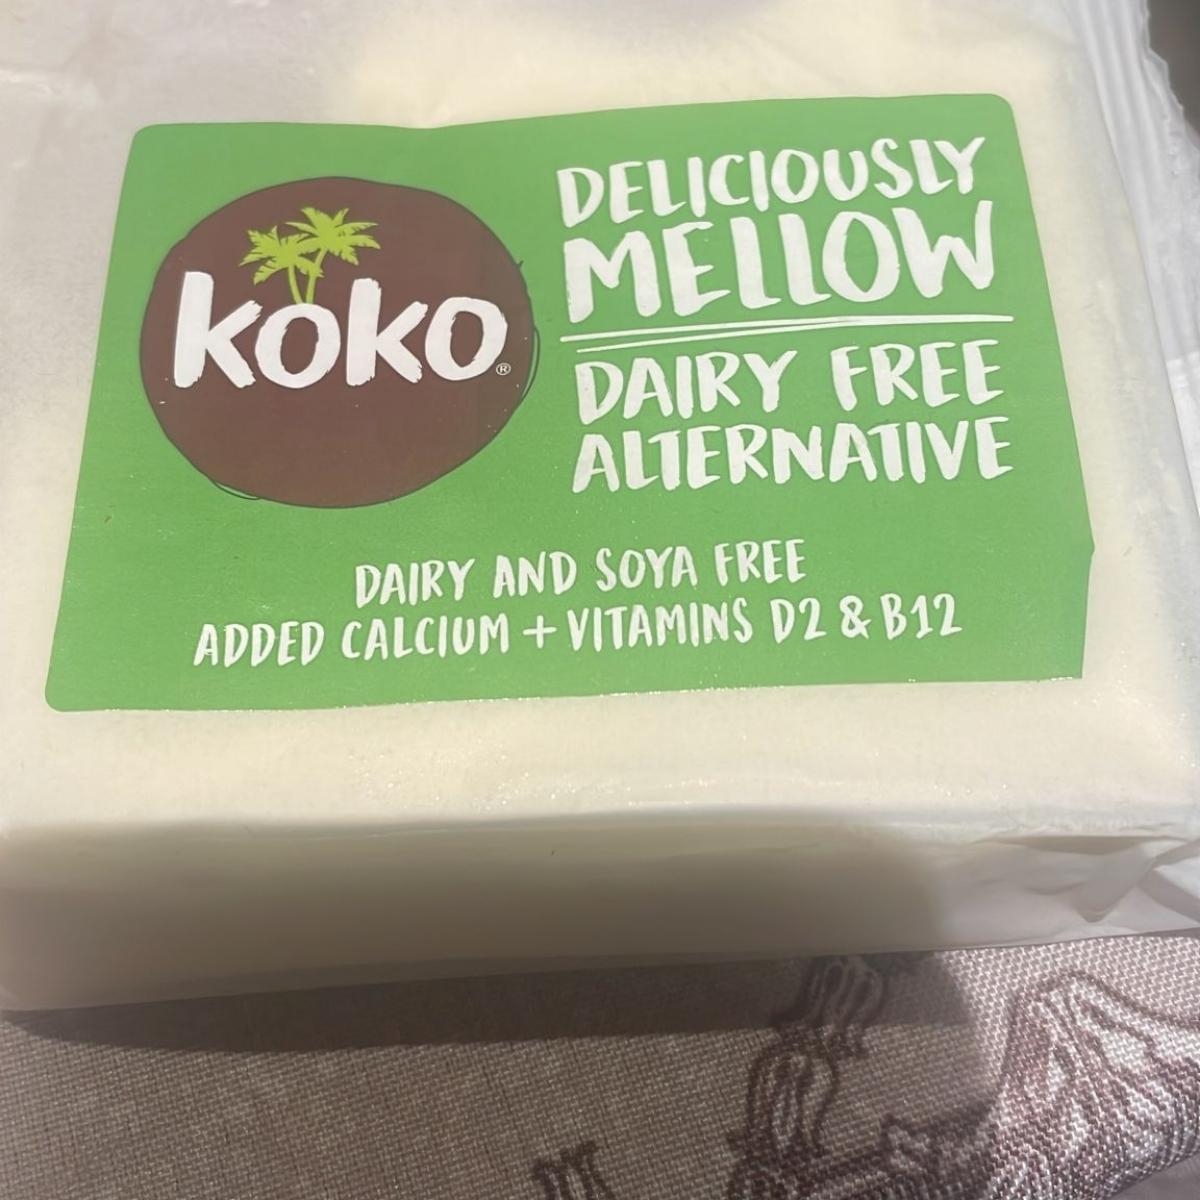 koko®
DELICIOUSLY
MELLOW
DAIRY FREE
ALTERNATIVE
DAIRY AND SOYA FREE
ADDED CALCIUM + VITAMINS D2 & B12